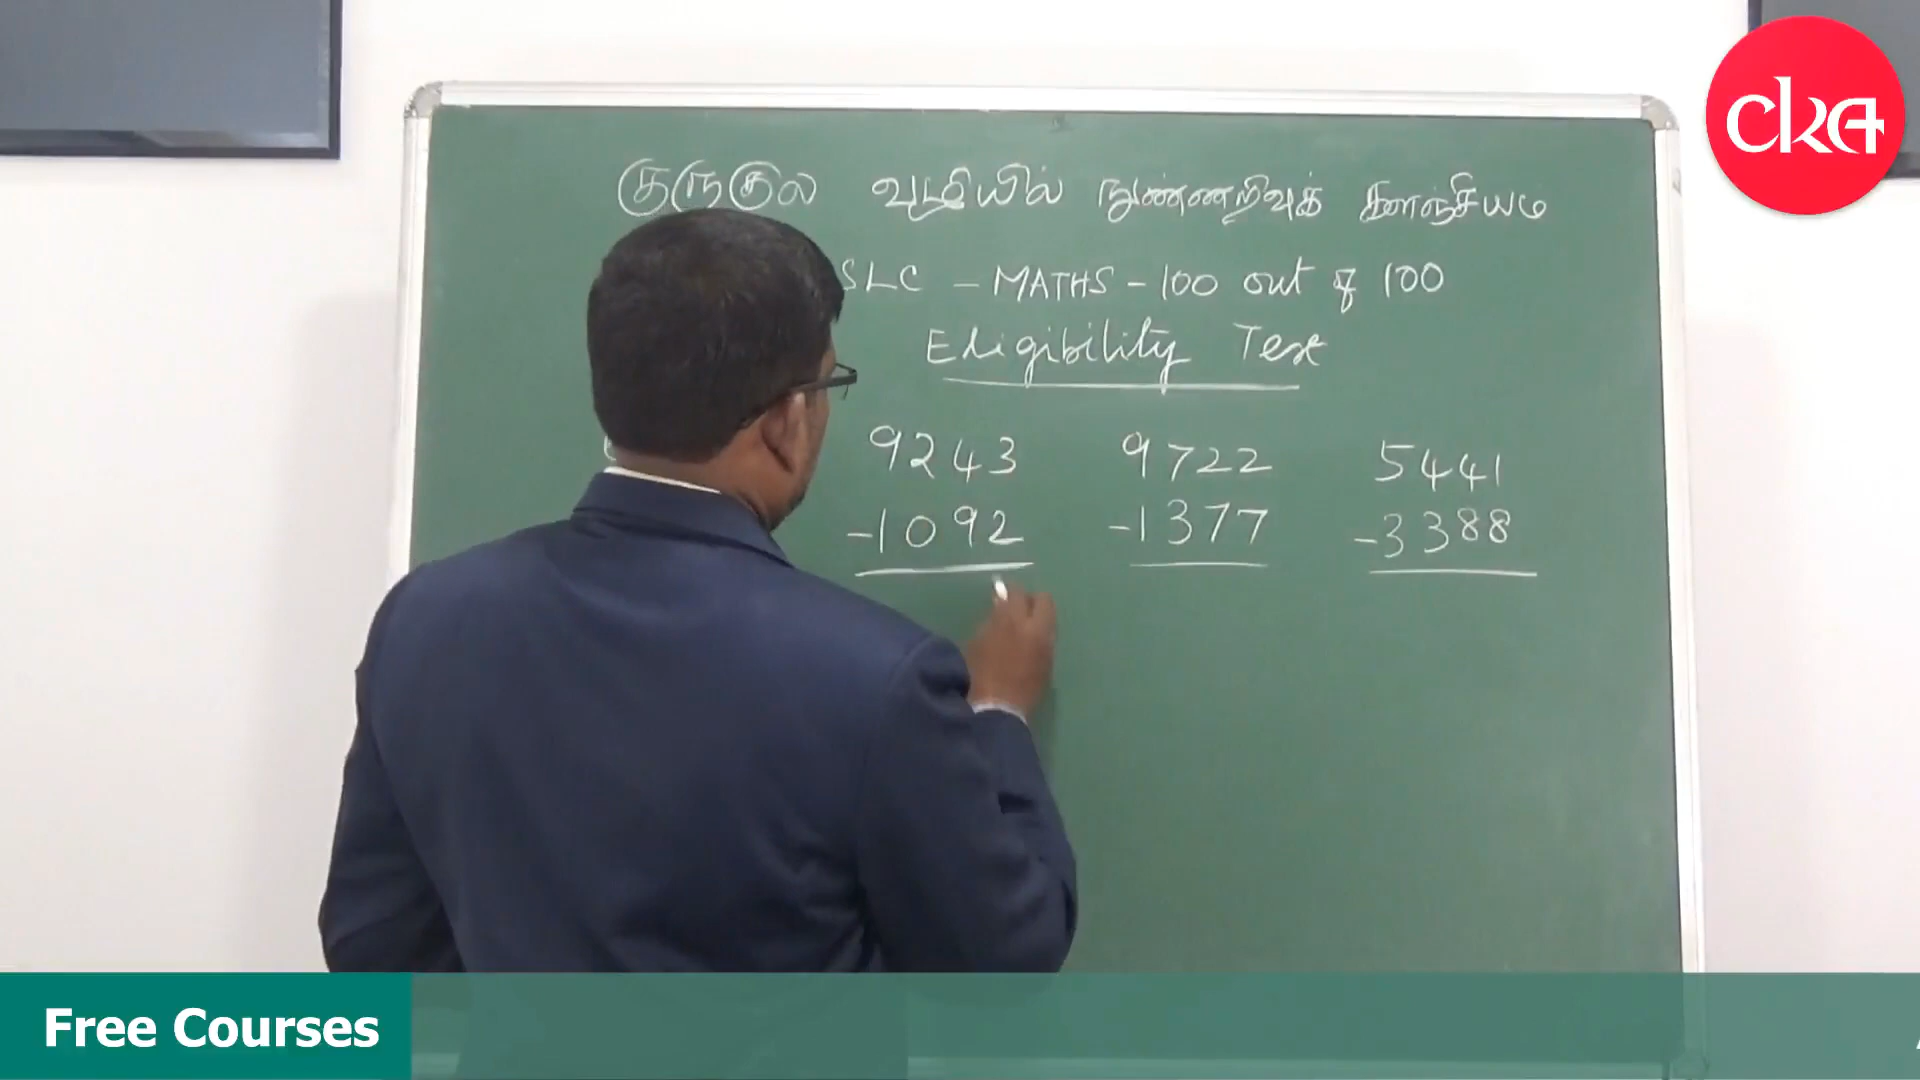 குருகுல வழியில் நுண்ணறிவுக் களஞ்சியம்
SLC - MATHS - 100 out of 100
Eligibility Test
9243 9722 5441
-1092 -1377 -3388
cka
Free Courses